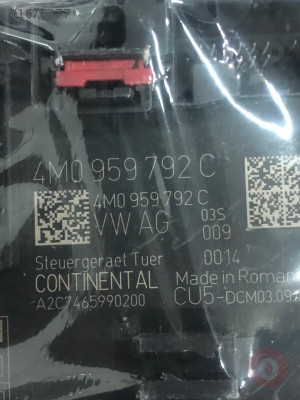 4M0 959 792 C
4M0 959 792 C
VW AG 03S
009
Steuergeraet Tuer 0014
CONTINENTAL Made in Roman
A2C7465990200 CU5-DCM03.09